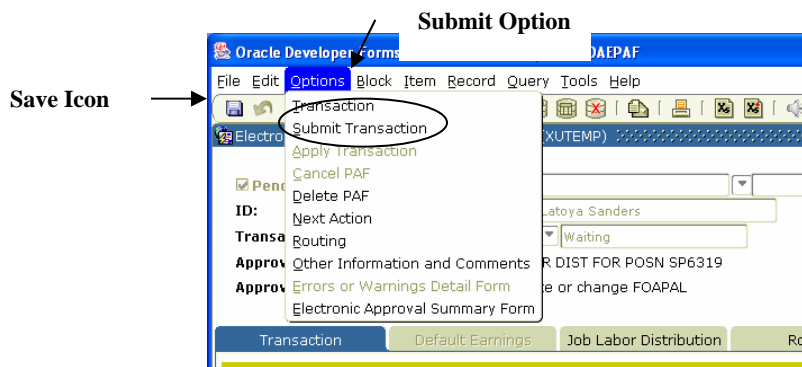 Submit Option
Oracle Developer Forms DAEPAF
File Edit Options Block Item Record Query Tools Help
Save Icon
Transaction
Submit Transaction
Electro (XUTEMP)
Apply Transaction
Cancel PAF
Pend
Delete PAF
ID: Latoya Sanders
Next Action
Transa Waiting
Routing
Approv Other Information and Comments R DIST FOR POSN SP6319
Approv Errors or Warnings Detail Form e or change FOAPAL
Electronic Approval Summary Form
Transaction Default Earnings Job Labor Distribution Ro